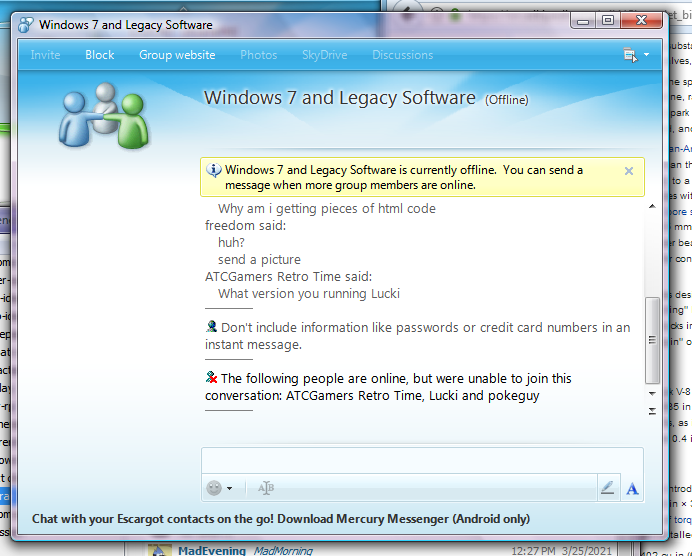 Windows 7 and Legacy Software
Invite Block Group website Photos SkyDrive Discussions
Windows 7 and Legacy Software (Offline)
Windows 7 and Legacy Software is currently offline. You can send a
message when more group members are online.
Why am i getting pieces of html code
freedom said:
huh?
send a picture
ATCGamers Retro Time said:
What version you running Lucki
Don't include information like passwords or credit card numbers in an
instant message.
The following people are online, but were unable to join this
conversation: ATCGamers Retro Time, Lucki and pokeguy
Chat with your Escargot contacts on the go! Download Mercury Messenger (Android only)
MadEvening MadMorning 12:27 PM 3/25/2021